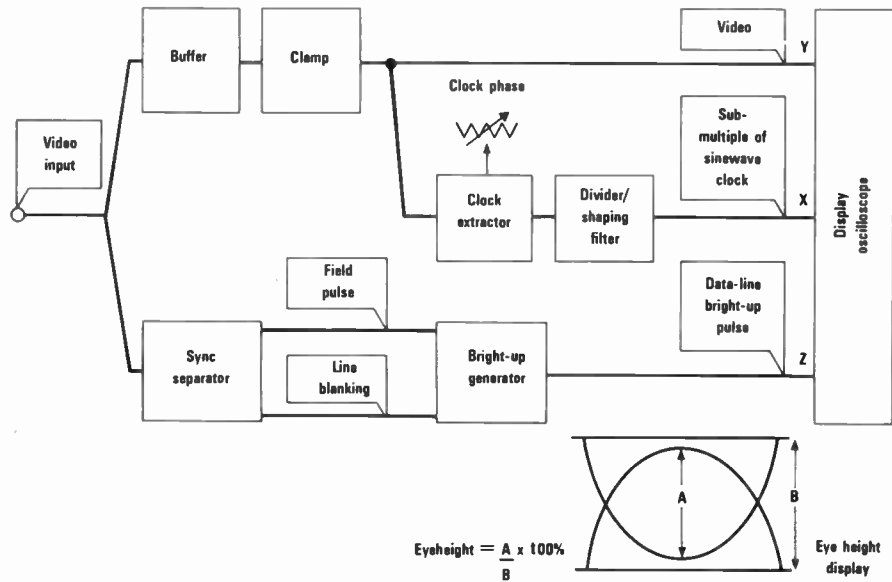 Buffer
Clamp
Video
Y
Clock phase
Video
input
Sub-
multiple of
sinewave
clock
X
Clock
extractor
Divider/
shaping
filter
Display
oscilloscope
Field
pulse
Data-line
bright-up
pulse
Z
Sync
separator
Line
blanking
Bright-up
generator
A
B
Eyeheight = A x 100%
B
Eye height
display